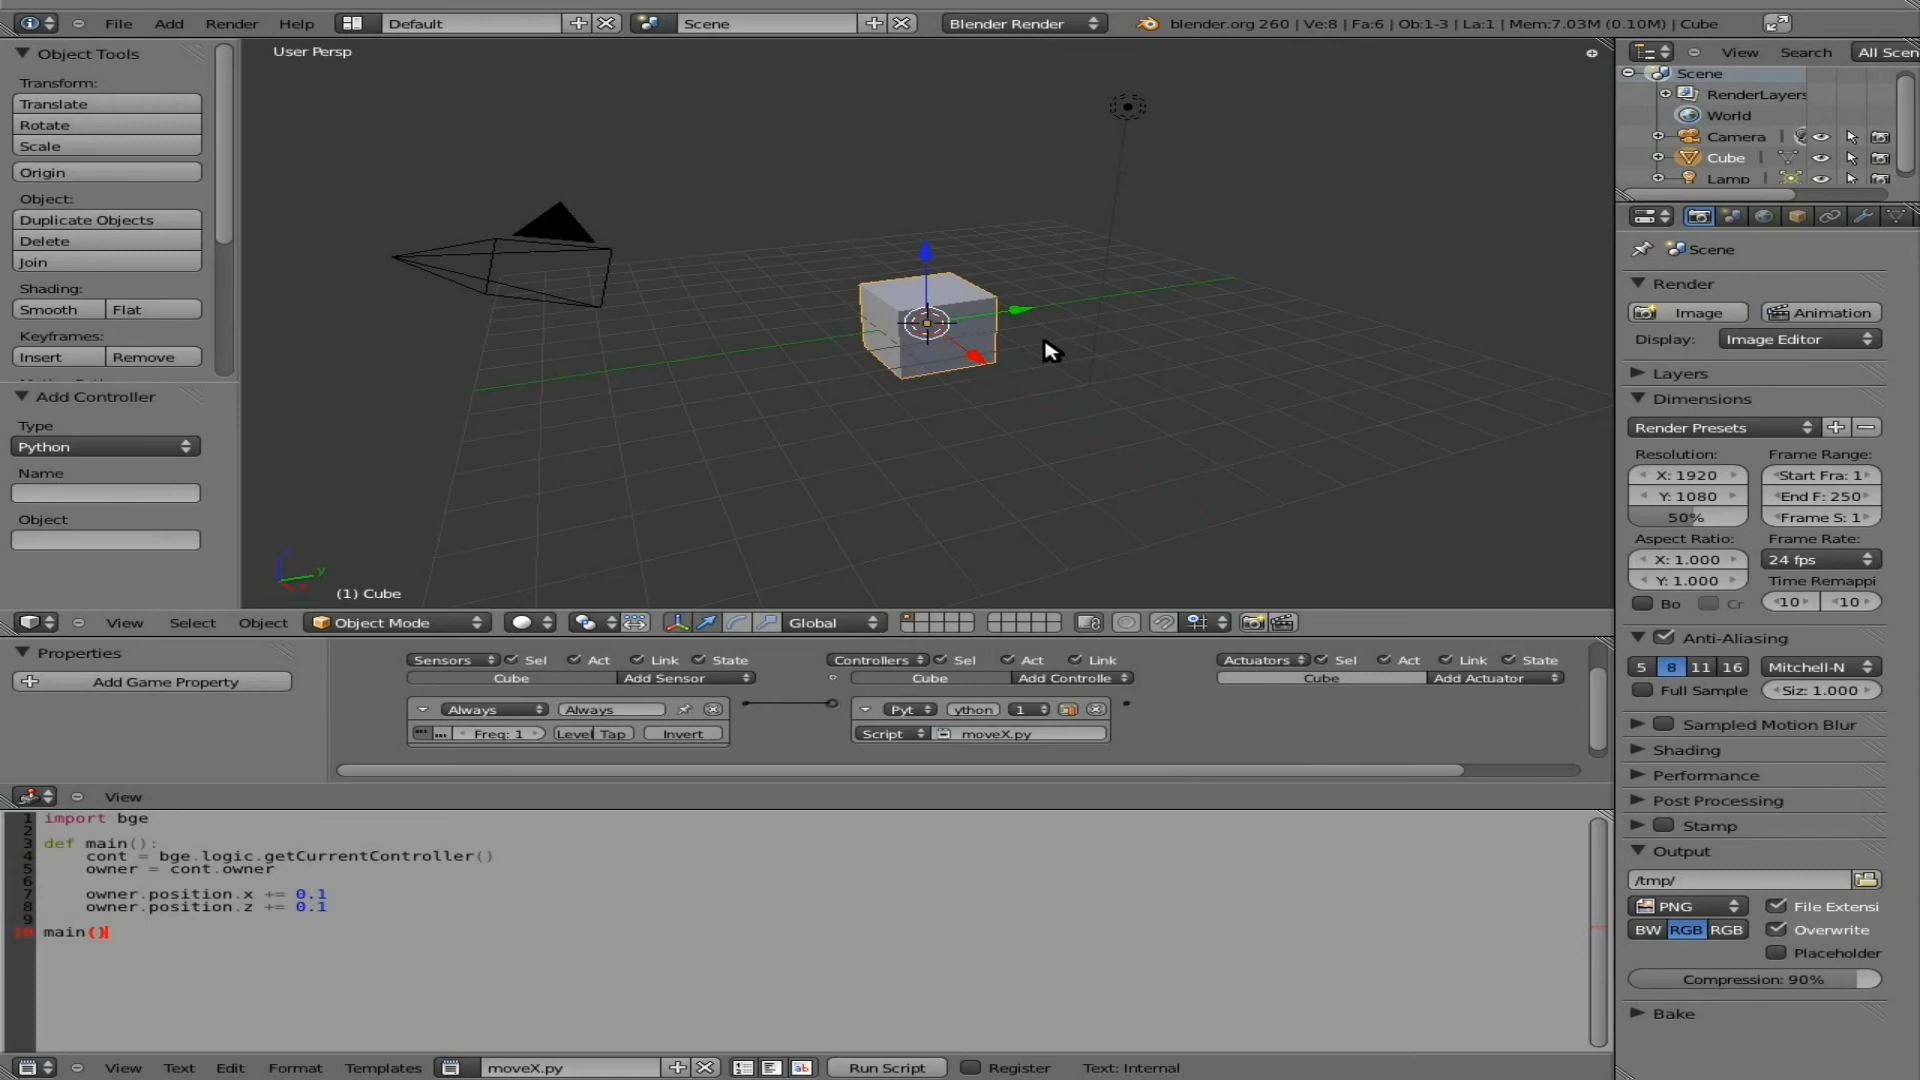 File Add Render Help Default Scene Blender Render blender.org 260 | Ve:8 | Fa:6 | Ob:1-3 | La:1 | Mem:7.03M (0.10M) | Cube
Object Tools
Transform:
Translate
Rotate
Scale
Origin
Object:
Duplicate Objects
Delete
Join
Shading:
Smooth Flat
Keyframes:
Insert Remove
Add Controller
Type
Python
Name
Object
User Persp
(1) Cube
y
View Select Object Object Mode Global
View Search All Scen
Scene
RenderLayers
World
Camera |
Cube |
Lamp |
Scene
Render
Image Animation
Display: Image Editor
Layers
Dimensions
Render Presets
Resolution: Frame Range:
X: 1920 Start Fra: 1
Y: 1080 End F: 250
50% Frame S: 1
Aspect Ratio: Frame Rate:
X: 1.000 24 fps
Y: 1.000 Time Remappi
Bo Cr 10 10
Anti-Aliasing
5 8 11 16 Mitchell-N
Full Sample Siz: 1.000
Sampled Motion Blur
Shading
Performance
Post Processing
Stamp
Output
/tmp/
PNG File Extensi
BW RGB RGB Overwrite
Placeholder
Compression: 90%
Bake
Properties
Add Game Property
Sensors Sel Act Link State Controllers Sel Act Link Actuators Sel Act Link State
Cube Add Sensor Cube Add Controlle Cube Add Actuator
Always Always Pyt ython 1
Freq: 1 Level Tap Invert Script moveX.py
View
1 import bge
2
3 def main():
4 cont = bge.logic.getCurrentController()
5 owner = cont.owner
6
7 owner.position.x += 0.1
8 owner.position.z += 0.1
9
10 main()
View Text Edit Format Templates moveX.py Run Script Register Text: Internal